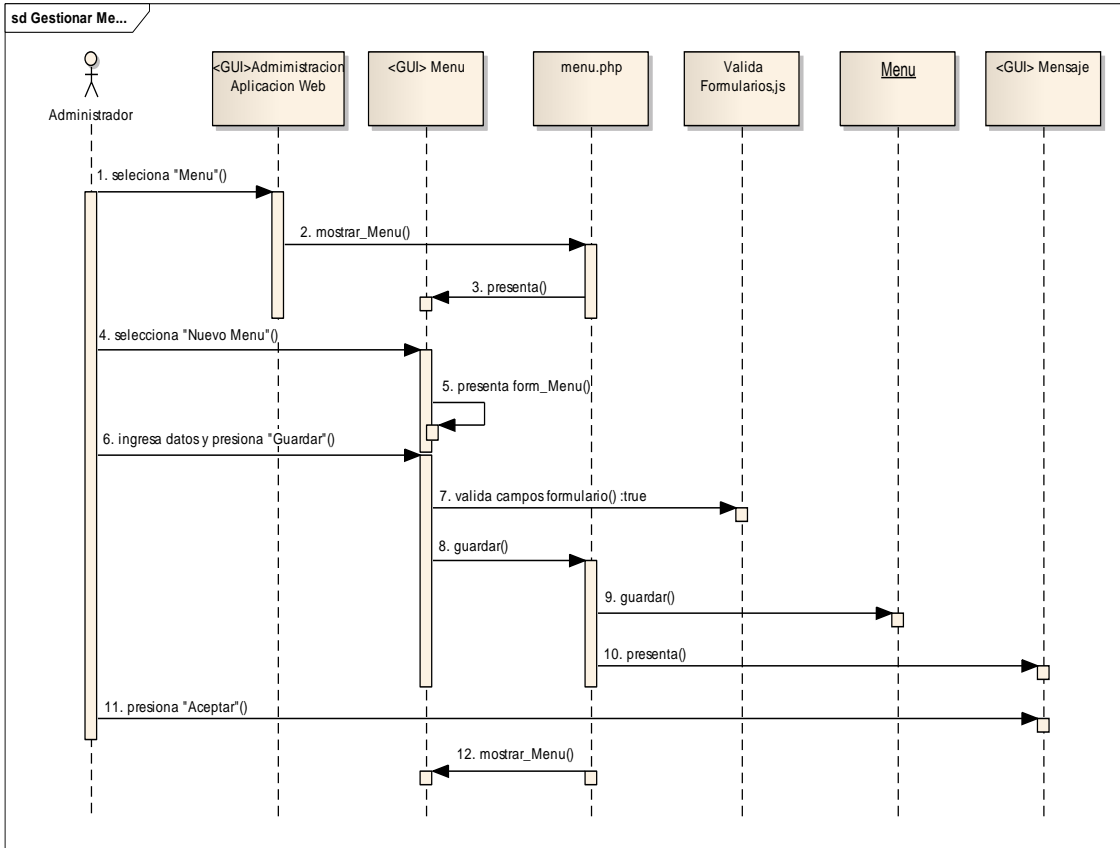 sd Gestionar Me...
Administrador
<GUI>Admimistracion
Aplicacion Web
<GUI> Menu
menu.php
Valida
Formularios,js
Menu
<GUI> Mensaje
1. seleciona "Menu"()
2. mostrar_Menu()
3. presenta()
4. selecciona "Nuevo Menu"()
5. presenta form_Menu()
6. ingresa datos y presiona "Guardar"()
7. valida campos formulario() :true
8. guardar()
9. guardar()
10. presenta()
11. presiona "Aceptar"()
12. mostrar_Menu()